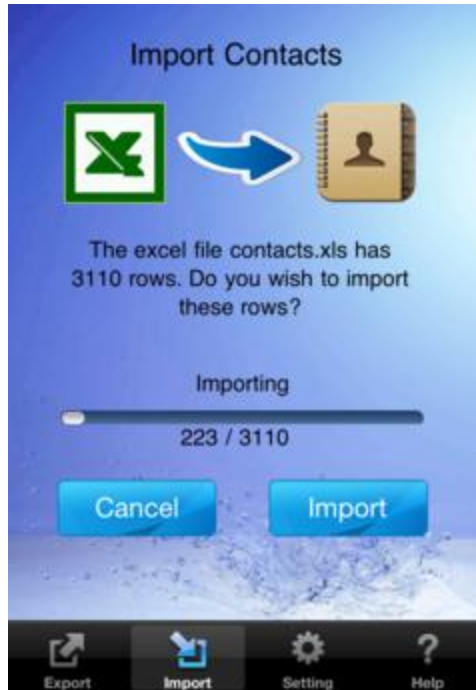 Import Contacts
The excel file contacts.xls has
3110 rows. Do you wish to import
these rows?
Importing
223 / 3110
Cancel Import
Export Import Setting Help